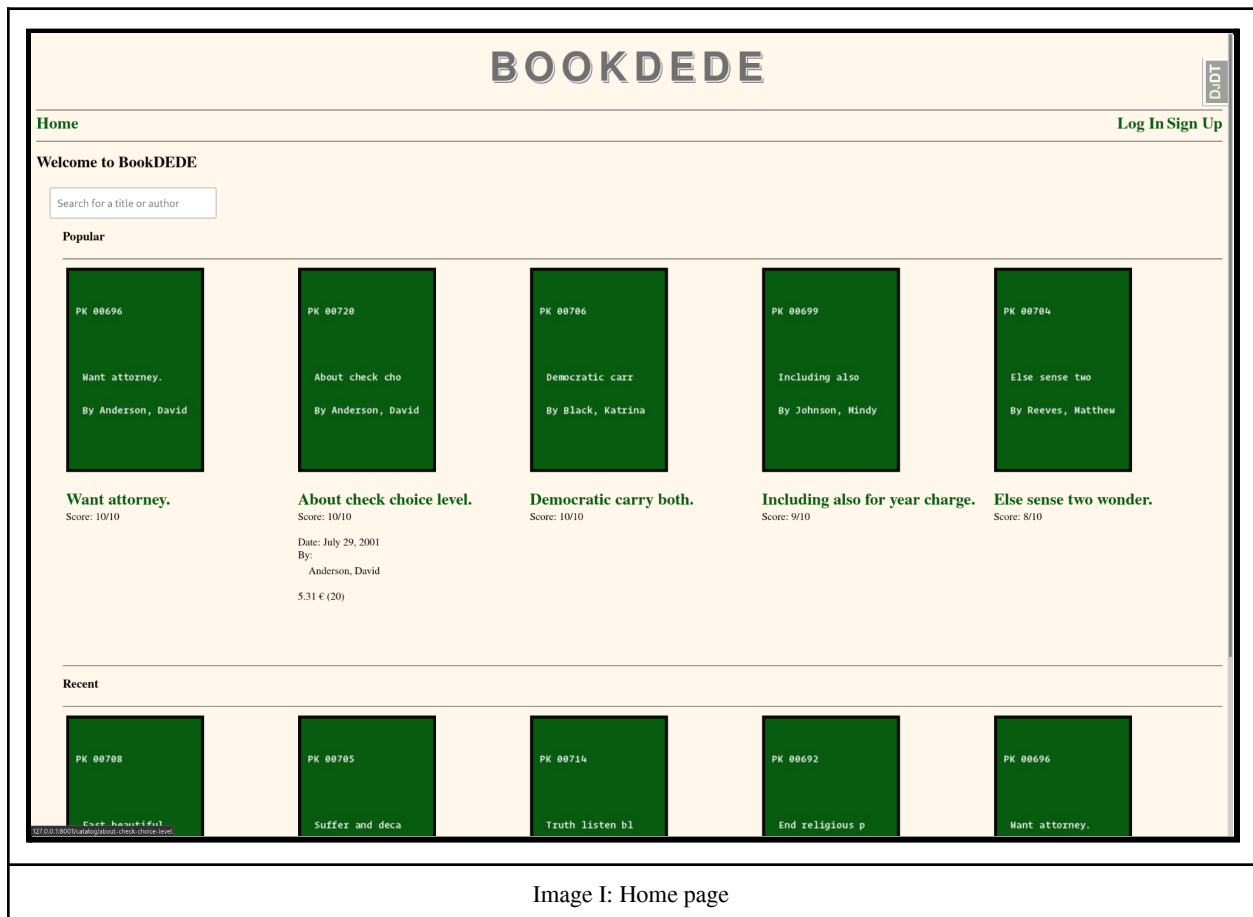 BOOKDEDE
DJDT
Home Log In Sign Up
Welcome to BookDEDE
Search for a title or author
Popular
PK 00696 PK 00720 PK 00706 PK 00699 PK 00704
Want attorney. About check cho Democratic carr Including also Else sense two
By Anderson, David By Anderson, David By Black, Katrina By Johnson, Mindy By Reeves, Matthew
Want attorney. About check choice level. Democratic carry both. Including also for year charge. Else sense two wonder.
Score: 10/10 Score: 10/10 Score: 10/10 Score: 9/10 Score: 8/10
Date: July 29, 2001
By:
Anderson, David
5.31 € (20)
Recent
PK 00708 PK 00705 PK 00714 PK 00692 PK 00696
Fast beautiful Suffer and deca Truth listen bl End religious p Want attorney.
127.0.0.1:8001/catalog/about-check-choice-level
Image I: Home page